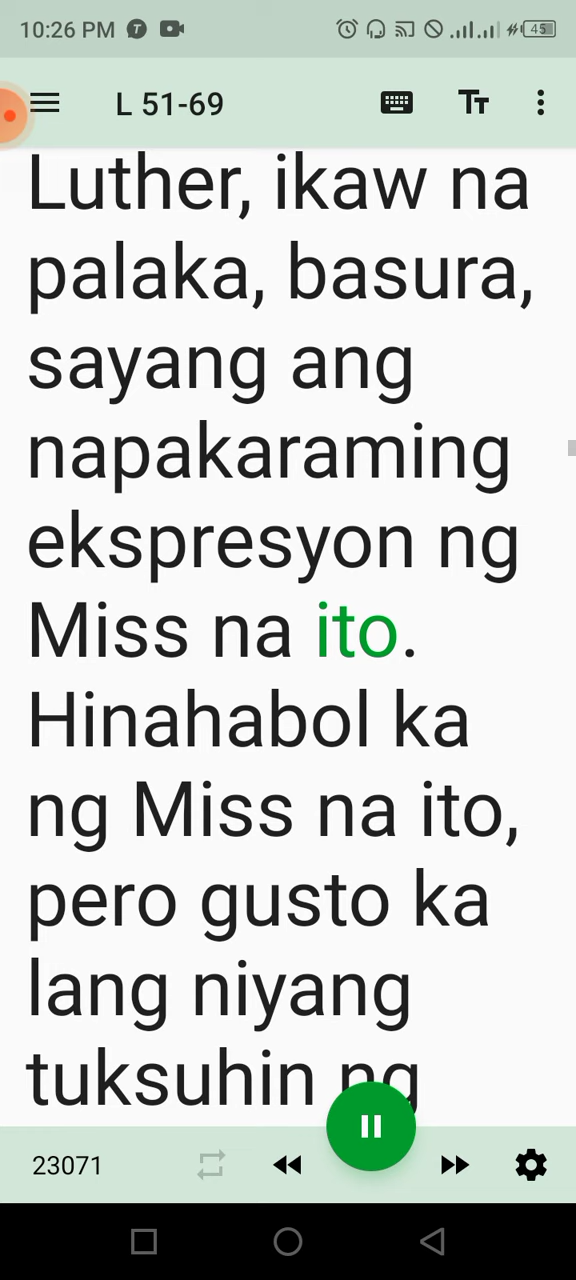 10:26 PM
45
L 51-69
Luther, ikaw na
palaka, basura,
sayang ang
napakaraming
ekspresyon ng
Miss na ito.
Hinahabol ka
ng Miss na ito,
pero gusto ka
lang niyang
tuksuhin ng
23071